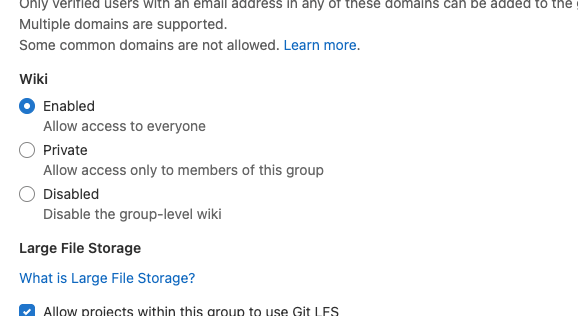 Only verified users with an email address in any of these domains can be added to the
Multiple domains are supported.
Some common domains are not allowed. Learn more.
Wiki
Enabled
Allow access to everyone
Private
Allow access only to members of this group
Disabled
Disable the group-level wiki
Large File Storage
What is Large File Storage?
Allow projects within this group to use Git LFS